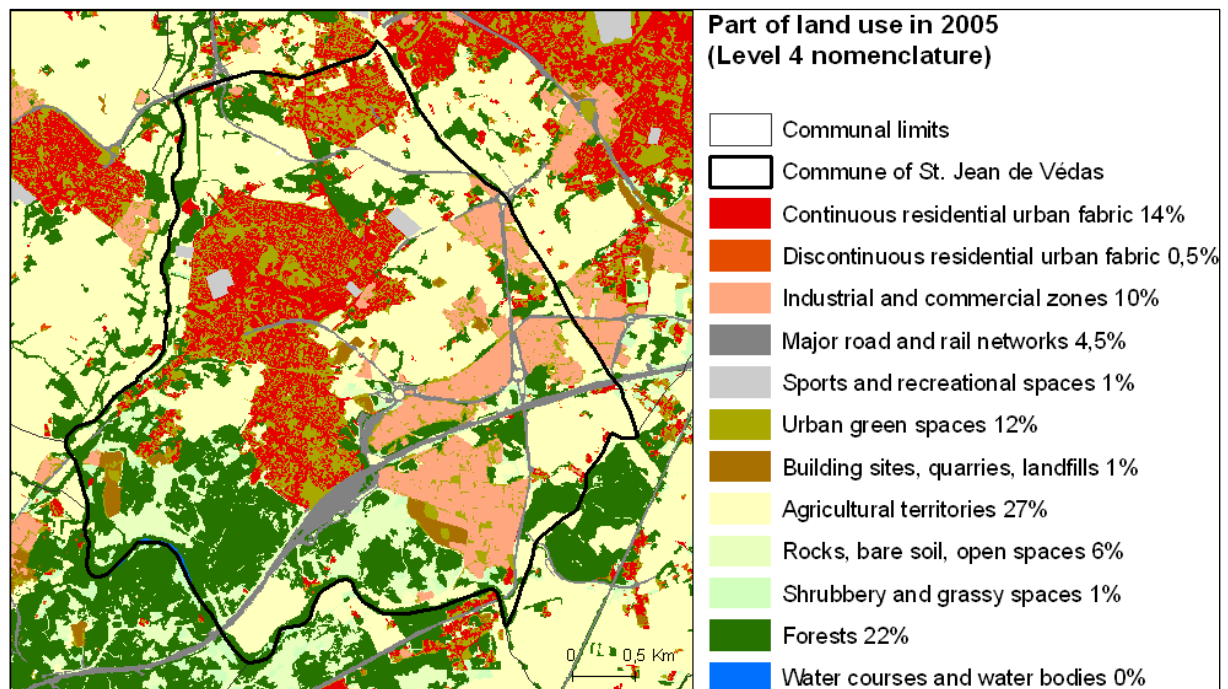 Part of land use in 2005
(Level 4 nomenclature)
Communal limits
Commune of St. Jean de Védas
Continuous residential urban fabric 14%
Discontinuous residential urban fabric 0,5%
Industrial and commercial zones 10%
Major road and rail networks 4,5%
Sports and recreational spaces 1%
Urban green spaces 12%
Building sites, quarries, landfills 1%
Agricultural territories 27%
Rocks, bare soil, open spaces 6%
Shrubbery and grassy spaces 1%
Forests 22%
Water courses and water bodies 0%
0 0,5 Km